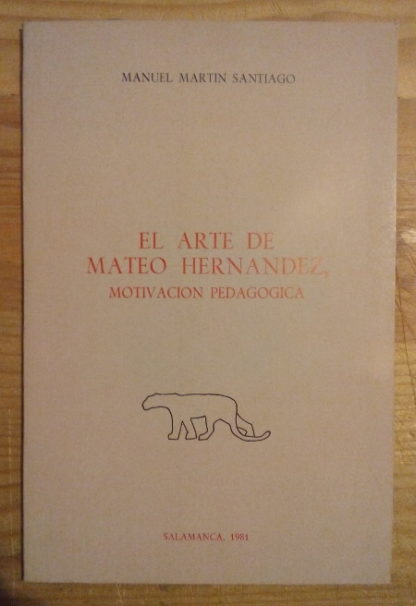 MANUEL MARTIN SANTIAGO
EL ARTE DE
MATEO HERNANDEZ,
MOTIVACION PEDAGOGICA
SALAMANCA, 1981